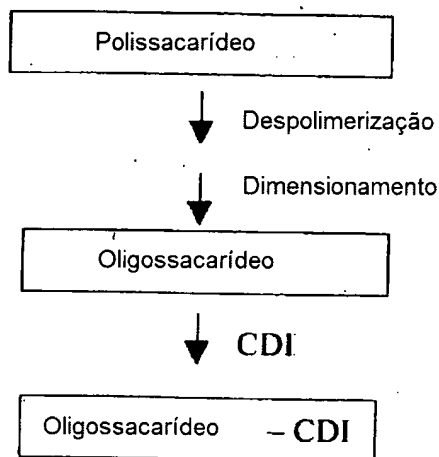 Polissacarídeo
Despolimerização
Dimensionamento
Oligossacarídeo
CDI
Oligossacarídeo – CDI